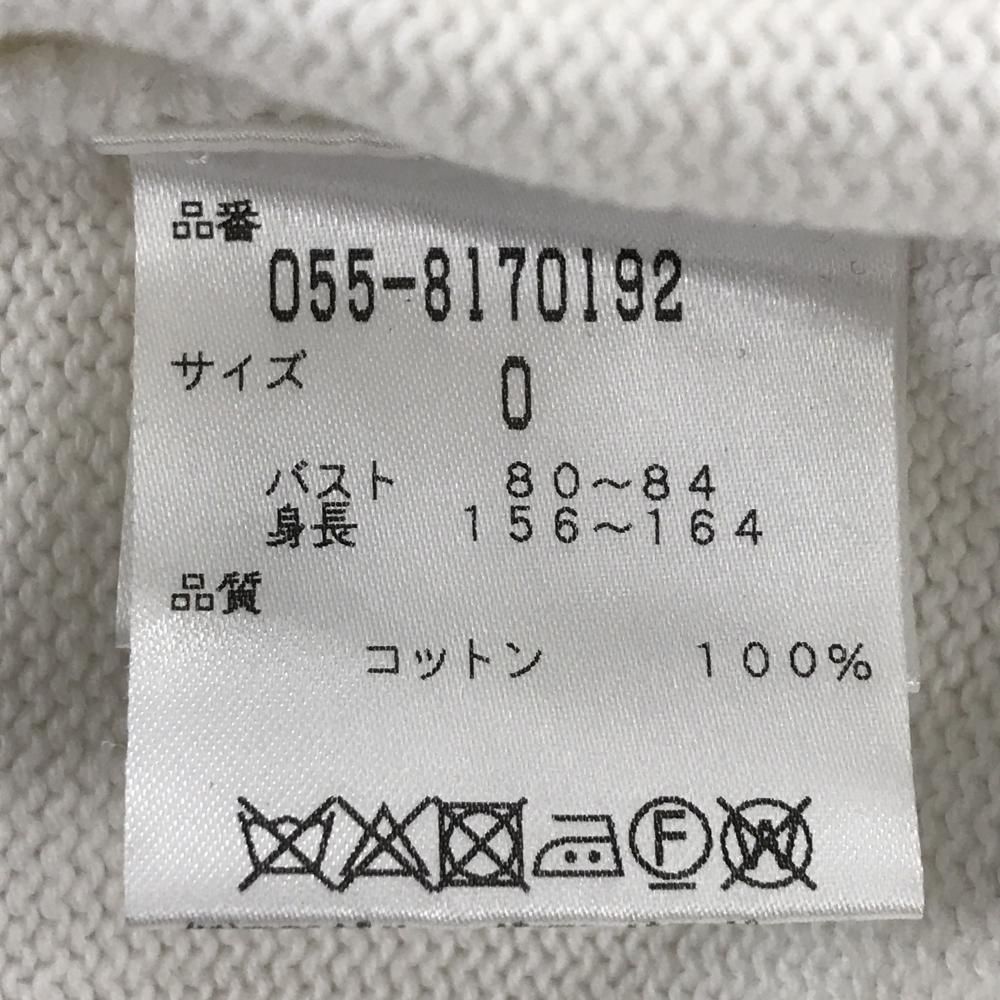 品番
055-8170192
サイズ 0
バスト 80～84
身長 156～164
品質
コットン 100%
F W